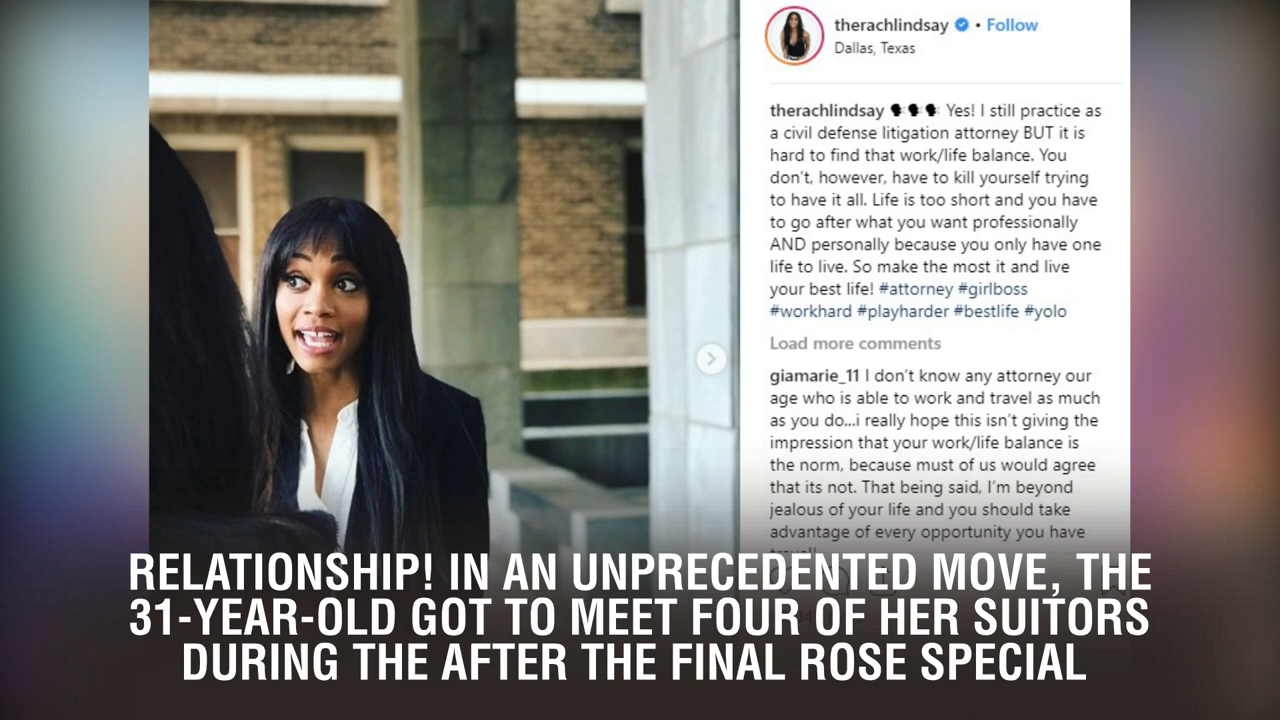 therachlindsay • Follow
Dallas, Texas
therachlindsay 🗣🗣🗣 Yes! I still practice as
a civil defense litigation attorney BUT it is
hard to find that work/life balance. You
don't, however, have to kill yourself trying
to have it all. Life is too short and you have
to go after what you want professionally
AND personally because you only have one
life to live. So make the most it and live
your best life! #attorney #girlboss
#workhard #playharder #bestlife #yolo
Load more comments
giamarie_11 I don't know any attorney our
age who is able to work and travel as much
as you do...i really hope this isn't giving the
impression that your work/life balance is
the norm, because must of us would agree
that its not. That being said, I'm beyond
jealous of your life and you should take
advantage of every opportunity you have
RELATIONSHIP! IN AN UNPRECEDENTED MOVE, THE
31-YEAR-OLD GOT TO MEET FOUR OF HER SUITORS
DURING THE AFTER THE FINAL ROSE SPECIAL